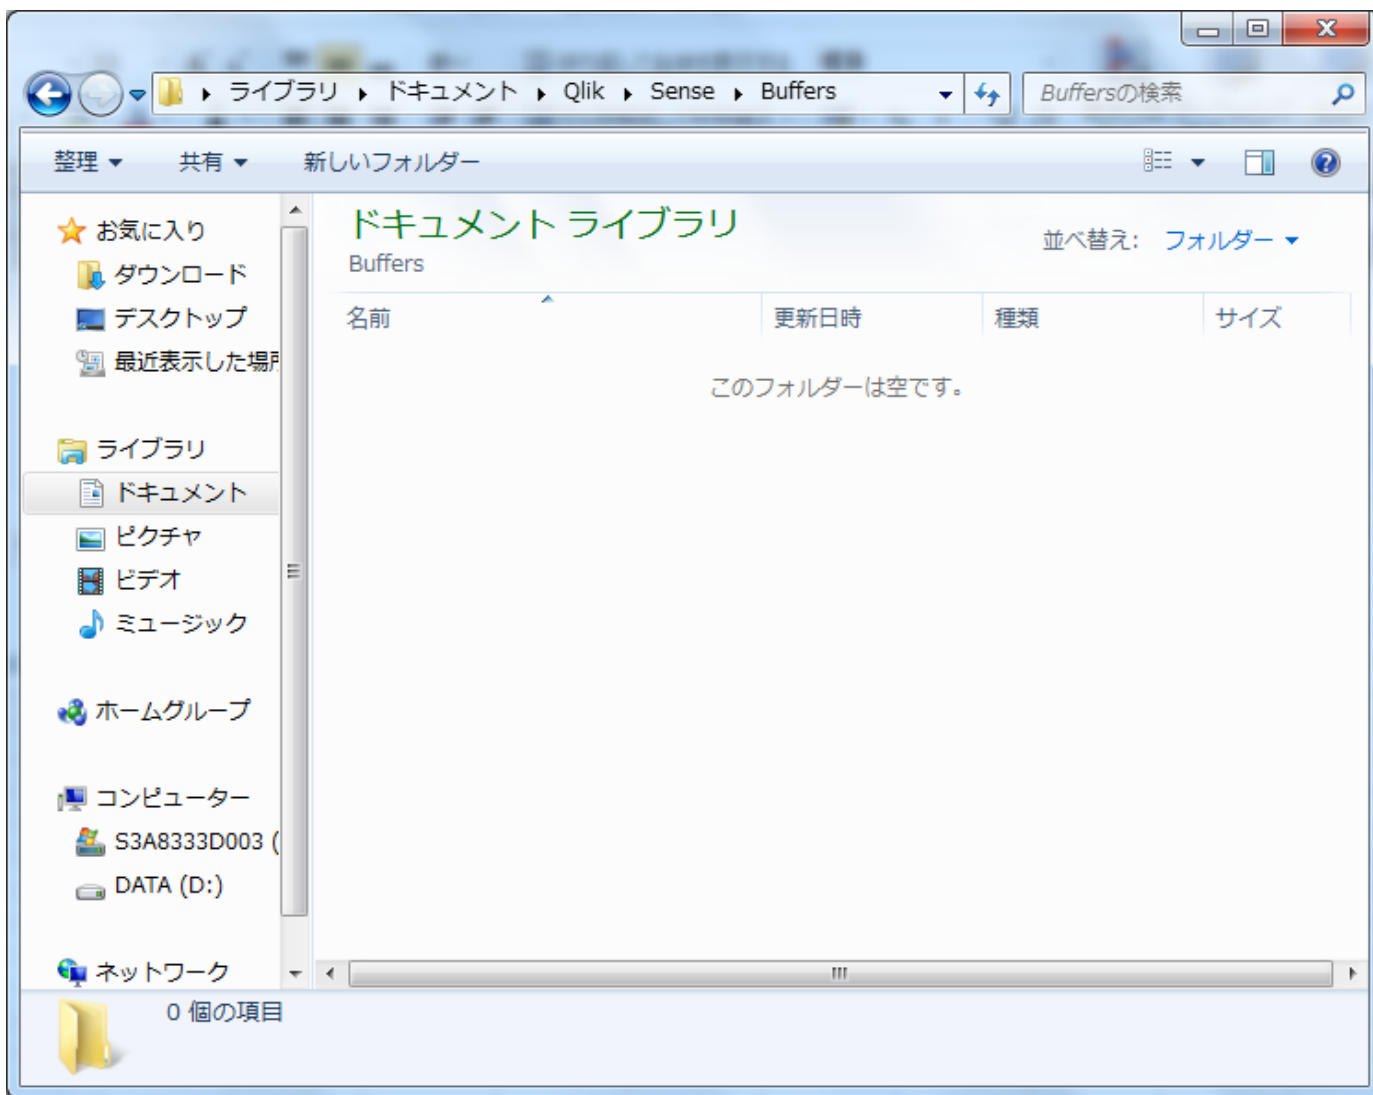 ライブラリ ドキュメント Qlik Sense Buffers
Buffersの検索
整理 共有 新しいフォルダー
お気に入り
ダウンロード
デスクトップ
最近表示した場所
ライブラリ
ドキュメント
ピクチャ
ビデオ
ミュージック
ホームグループ
コンピューター
S3A8333D003 (
DATA (D:)
ネットワーク
ドキュメント ライブラリ
Buffers
並べ替え: フォルダー
名前 更新日時 種類 サイズ
このフォルダーは空です。
0 個の項目